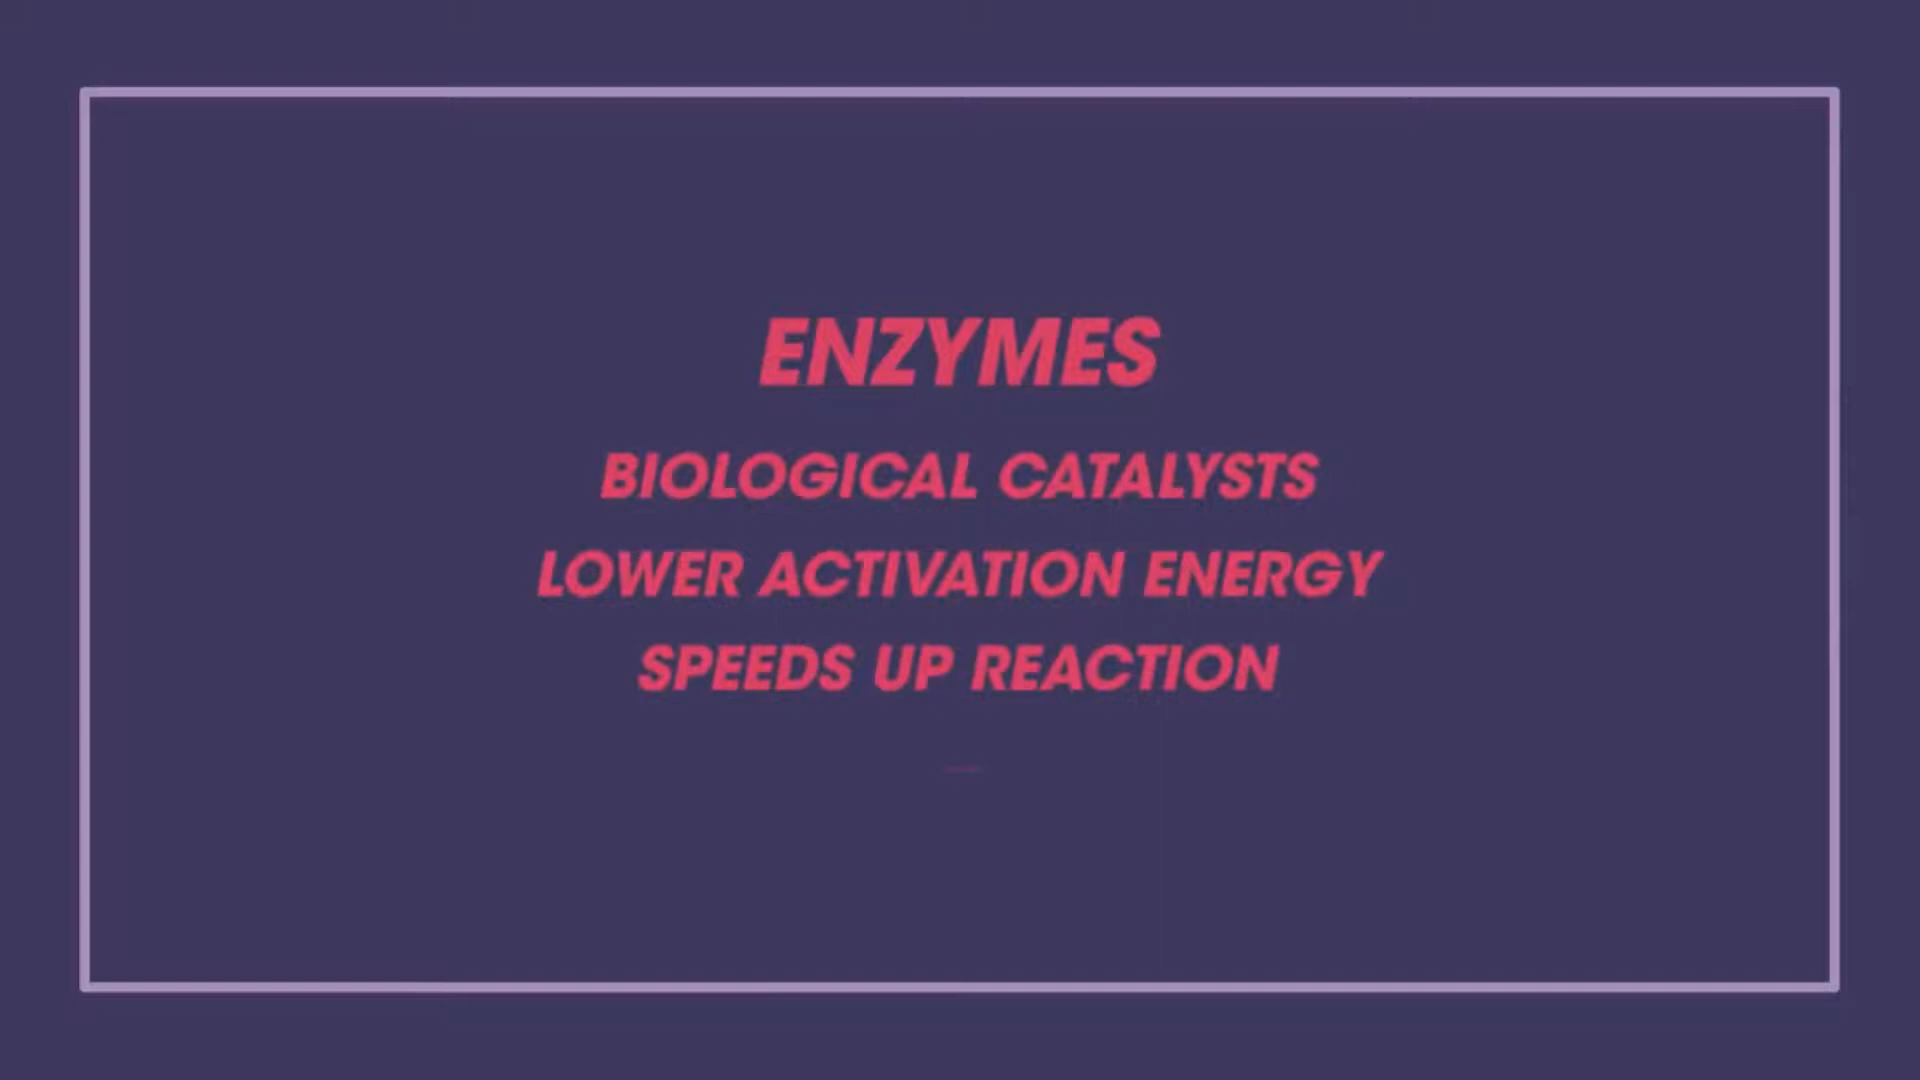 ENZYMES
BIOLOGICAL CATALYSTS
LOWER ACTIVATION ENERGY
SPEEDS UP REACTION